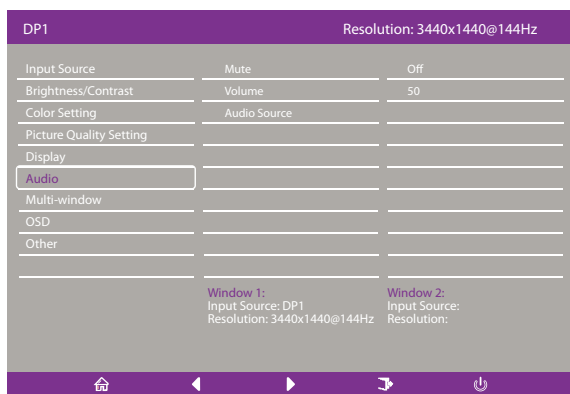 DP1 Resolution: 3440x1440@144Hz
Input Source Mute Off
Brightness/Contrast Volume 50
Color Setting Audio Source
Picture Quality Setting
Display
Audio
Multi-window
OSD
Other
Window 1: Window 2:
Input Source: DP1 Input Source:
Resolution: 3440x1440@144Hz Resolution: